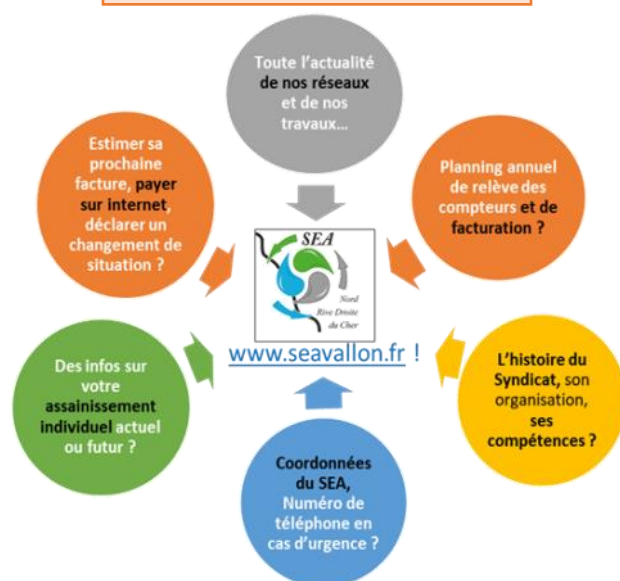 Toute l’actualité
de nos réseaux
et de nos
travaux…
Estimer sa
prochaine
facture, payer
sur internet,
déclarer un
changement de
situation ?
Planning annuel
de relève des
compteurs et de
facturation ?
SEA
Nord
Rive Droite
du Cher
www.seavallon.fr !
Des infos sur
votre
assainissement
individuel actuel
ou futur ?
L’histoire du
Syndicat, son
organisation,
ses
compétences ?
Coordonnées
du SEA,
Numéro de
téléphone en
cas d’urgence ?